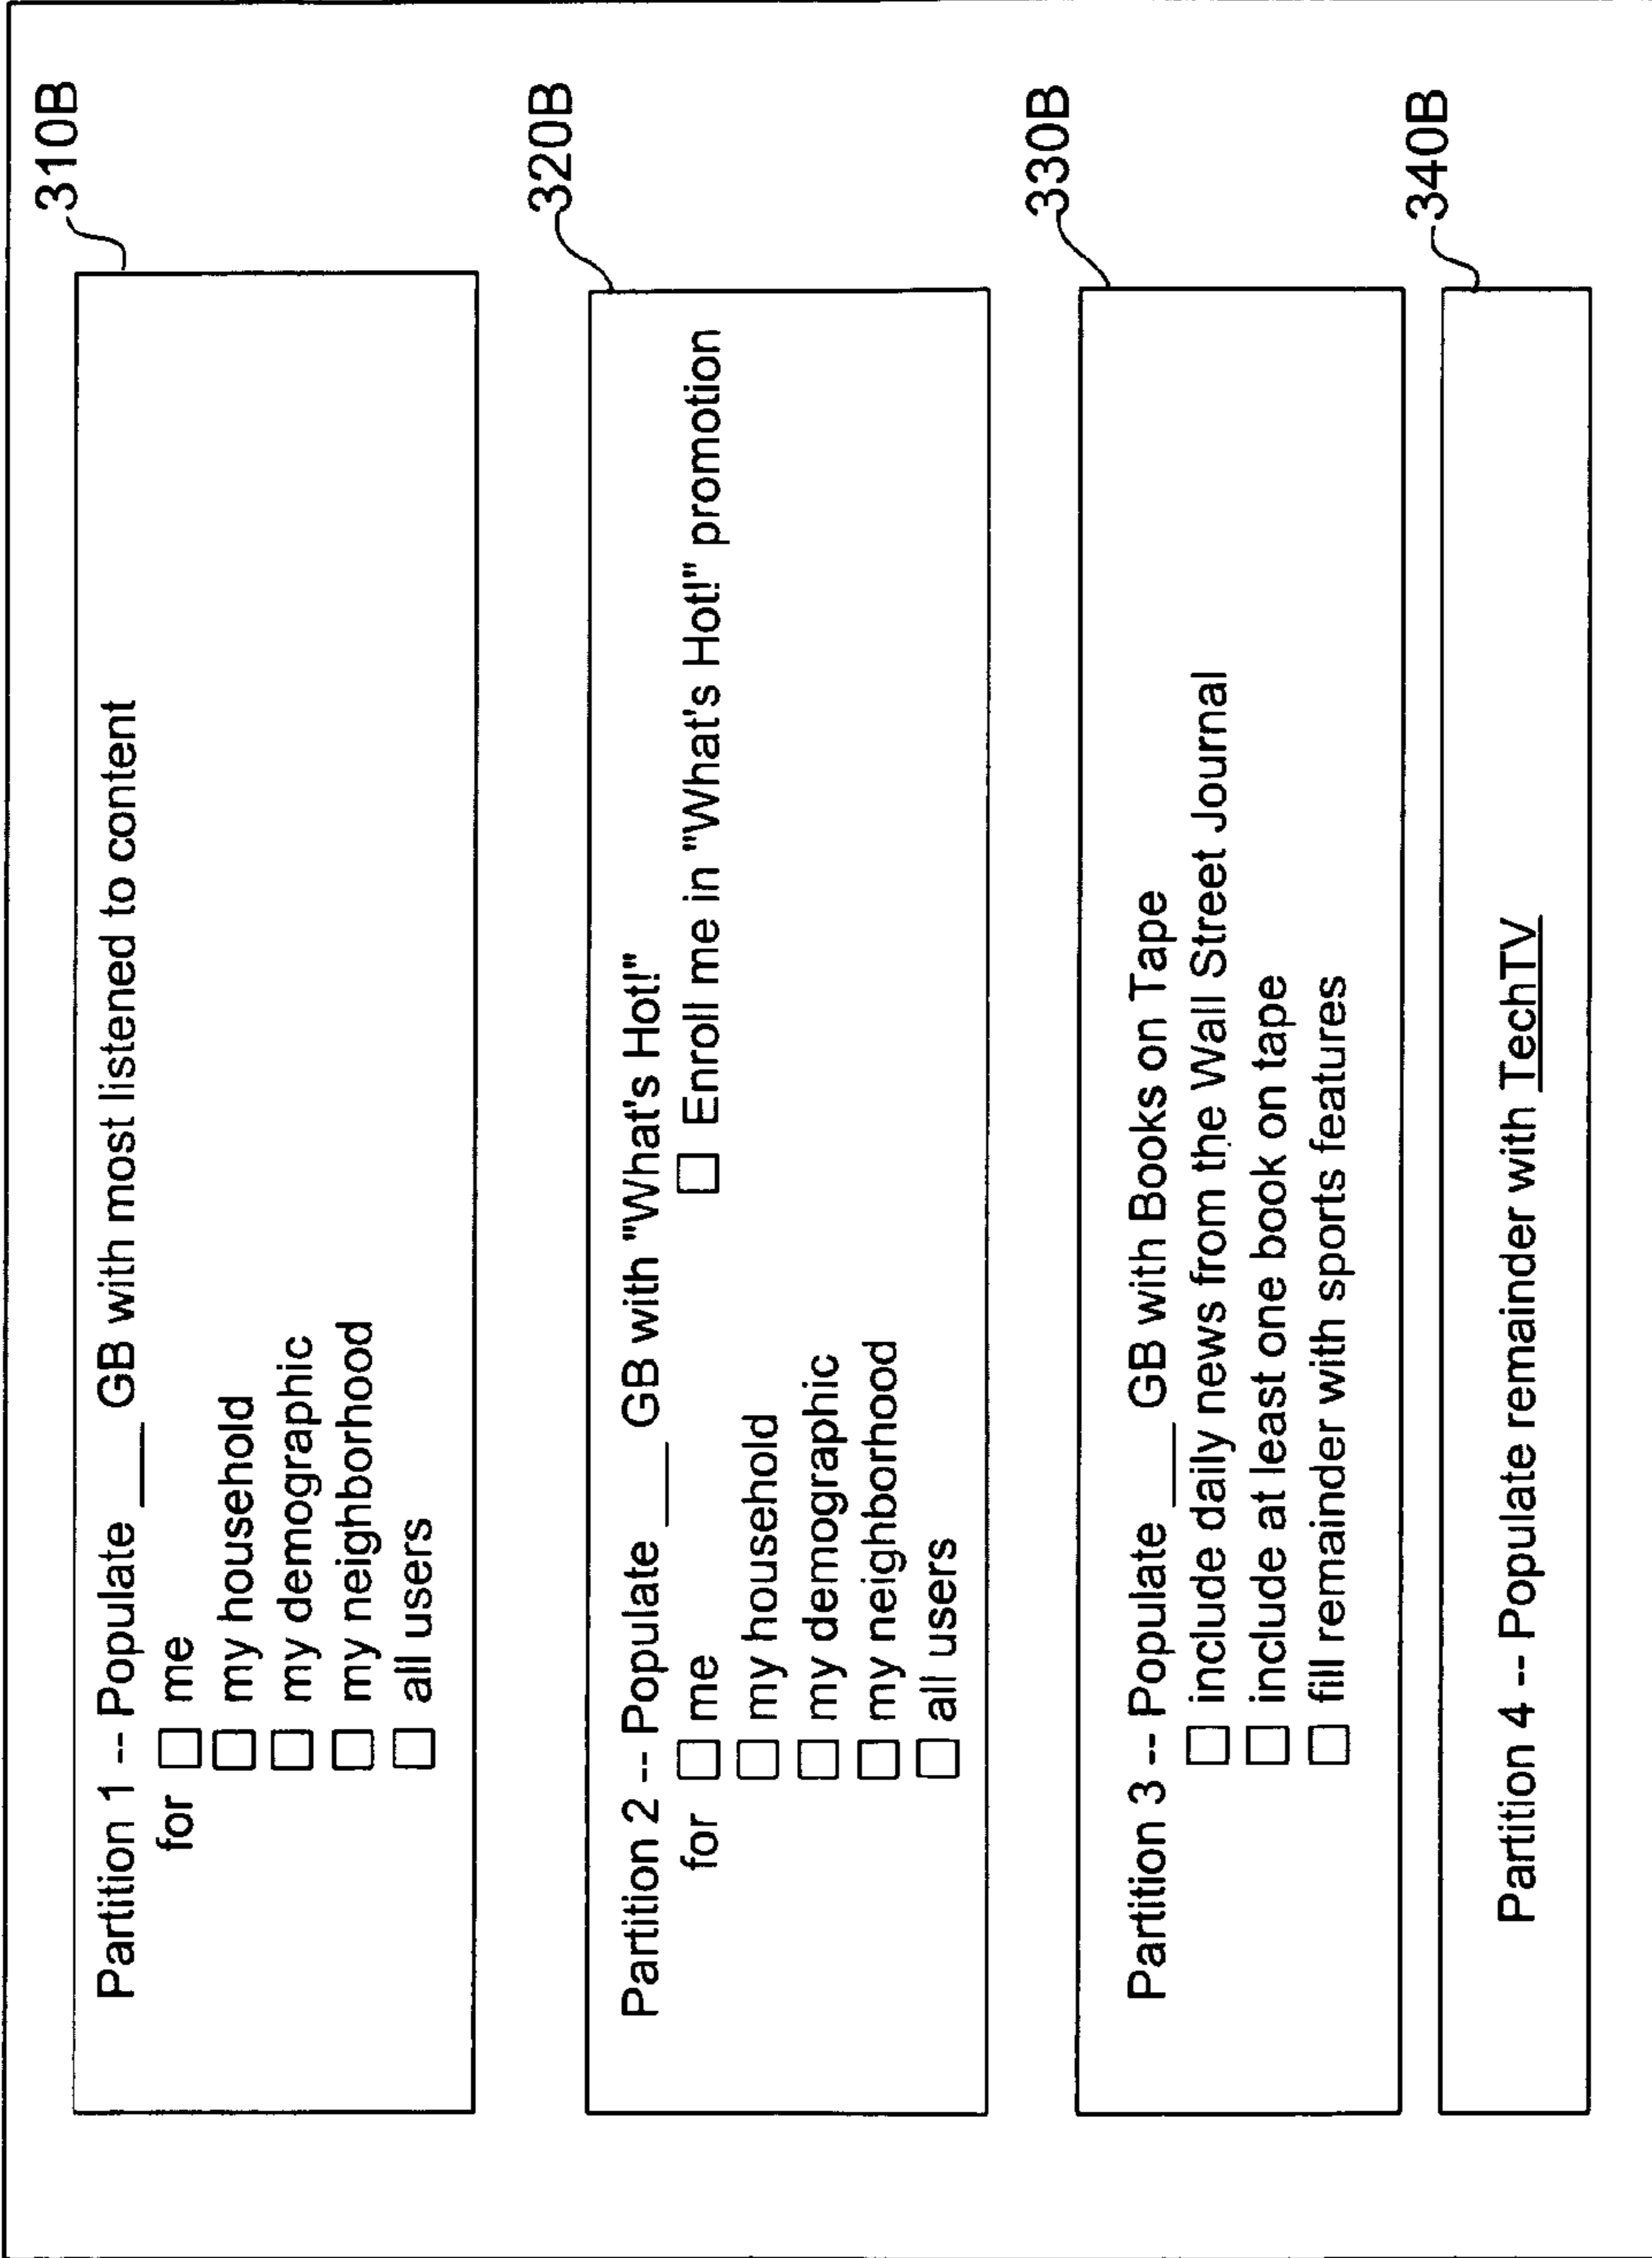 310B
Partition 1 -- Populate ___ GB with most listened to content
for □ me
□ my household
□ my demographic
□ my neighborhood
□ all users
320B
Partition 2 -- Populate ___ GB with "What's Hot!"
for □ me □ Enroll me in "What's Hot!" promotion
□ my household
□ my demographic
□ my neighborhood
□ all users
330B
Partition 3 -- Populate ___ GB with Books on Tape
□ include daily news from the Wall Street Journal
□ include at least one book on tape
□ fill remainder with sports features
340B
Partition 4 -- Populate remainder with TechTV